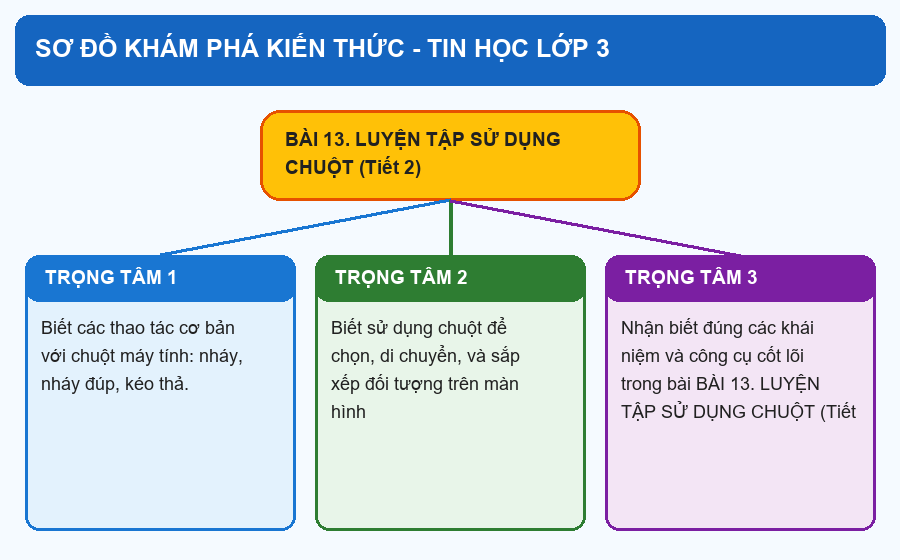 SƠ ĐỒ KHÁM PHÁ KIẾN THỨC - TIN HỌC LỚP 3
BÀI 13. LUYỆN TẬP SỬ DỤNG
CHUỘT (Tiết 2)
TRỌNG TÂM 1
Biết các thao tác cơ bản
với chuột máy tính: nháy,
nháy đúp, kéo thả.
TRỌNG TÂM 2
Biết sử dụng chuột để
chọn, di chuyển, và sắp
xếp đối tượng trên màn
hình
TRỌNG TÂM 3
Nhận biết đúng các khái
niệm và công cụ cốt lõi
trong bài BÀI 13. LUYỆN
TẬP SỬ DỤNG CHUỘT (Tiết